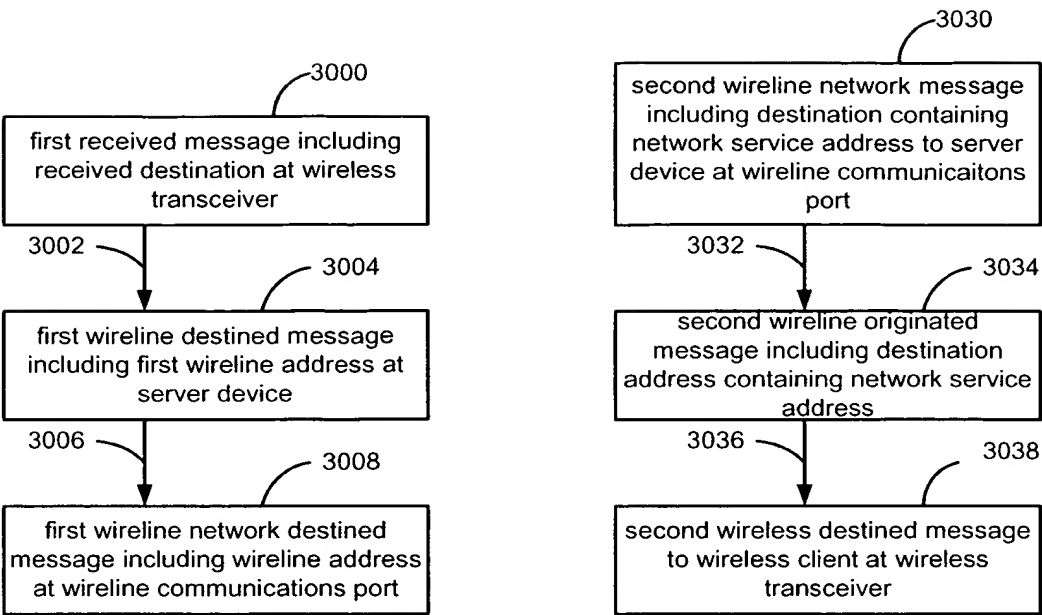 3000
first received message including
received destination at wireless
transceiver
3002
3004
first wireline destined message
including first wireline address at
server device
3006
3008
first wireline network destined
message including wireline address
at wireline communications port
3030
second wireline network message
including destination containing
network service address to server
device at wireline communicaitons
port
3032
3034
second wireline originated
message including destination
address containing network service
address
3036
3038
second wireless destined message
to wireless client at wireless
transceiver